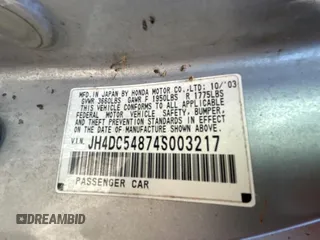 MFD. IN JAPAN BY HONDA MOTOR CO.,LTD; 10/'03
GVWR 3660LBS GAWR F 1950LBS R 1775LBS
THIS VEHICLE CONFORMS TO ALL APPLICABLE
FEDERAL MOTOR VEHICLE SAFETY, BUMPER,
AND THEFT PREVENTION STANDARDS IN EFFECT
ON THE DATE OF MANUFACTURE SHOWN ABOVE.
V.I.N. JH4DC54874S003217
PASSENGER CAR
DREAMBID